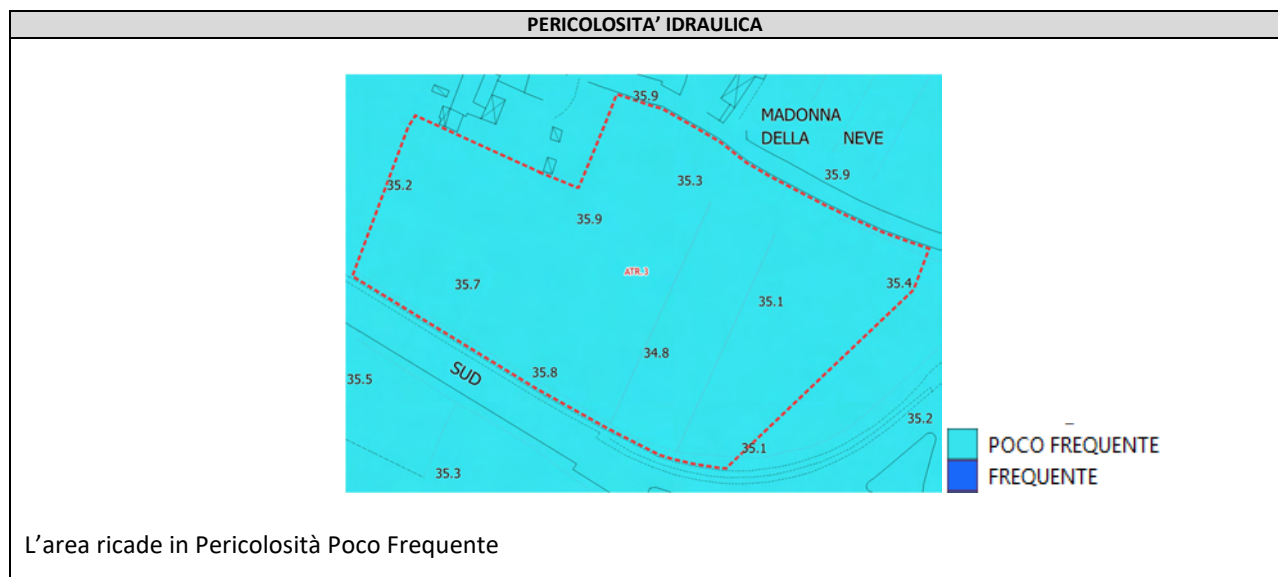 PERICOLOSITA’ IDRAULICA
35.9
MADONNA
DELLA NEVE
35.9
35.3
35.2
35.9
ATR-3
35.7
35.4
35.1
34.8
SUD
35.8
35.5
35.2
35.1
35.3
POCO FREQUENTE
FREQUENTE
L’area ricade in Pericolosità Poco Frequente